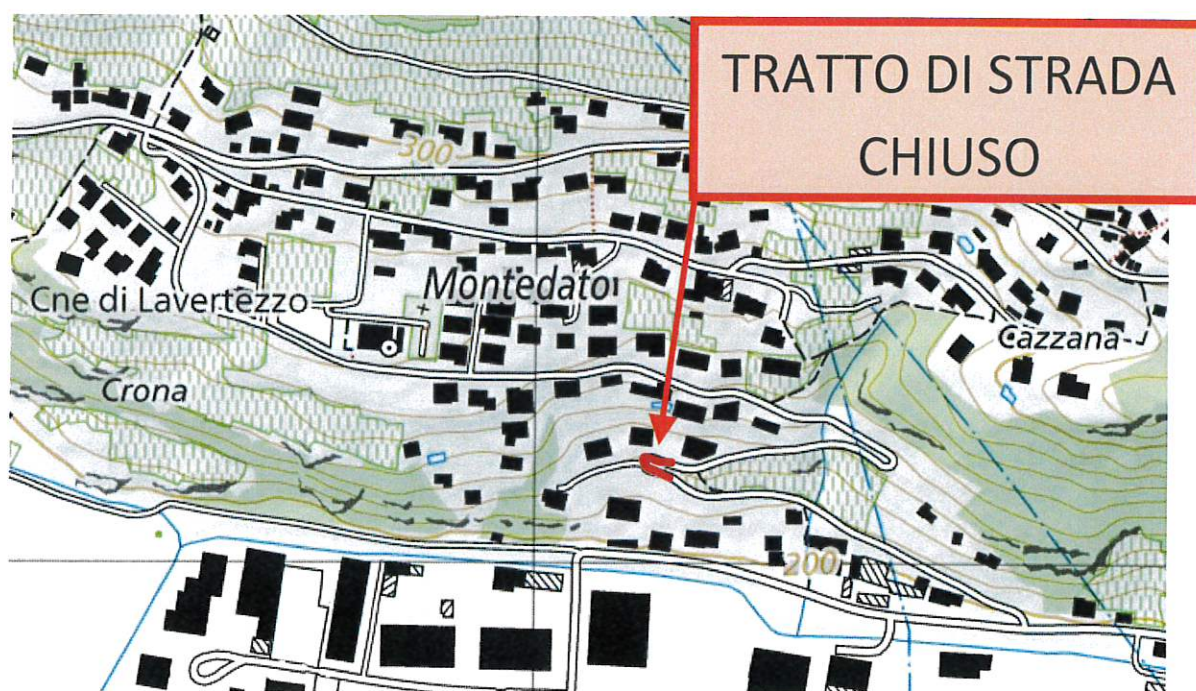 TRATTO DI STRADA
CHIUSO
300
Montedato
Cne di Lavertezzo
Cazzana
Crona
200